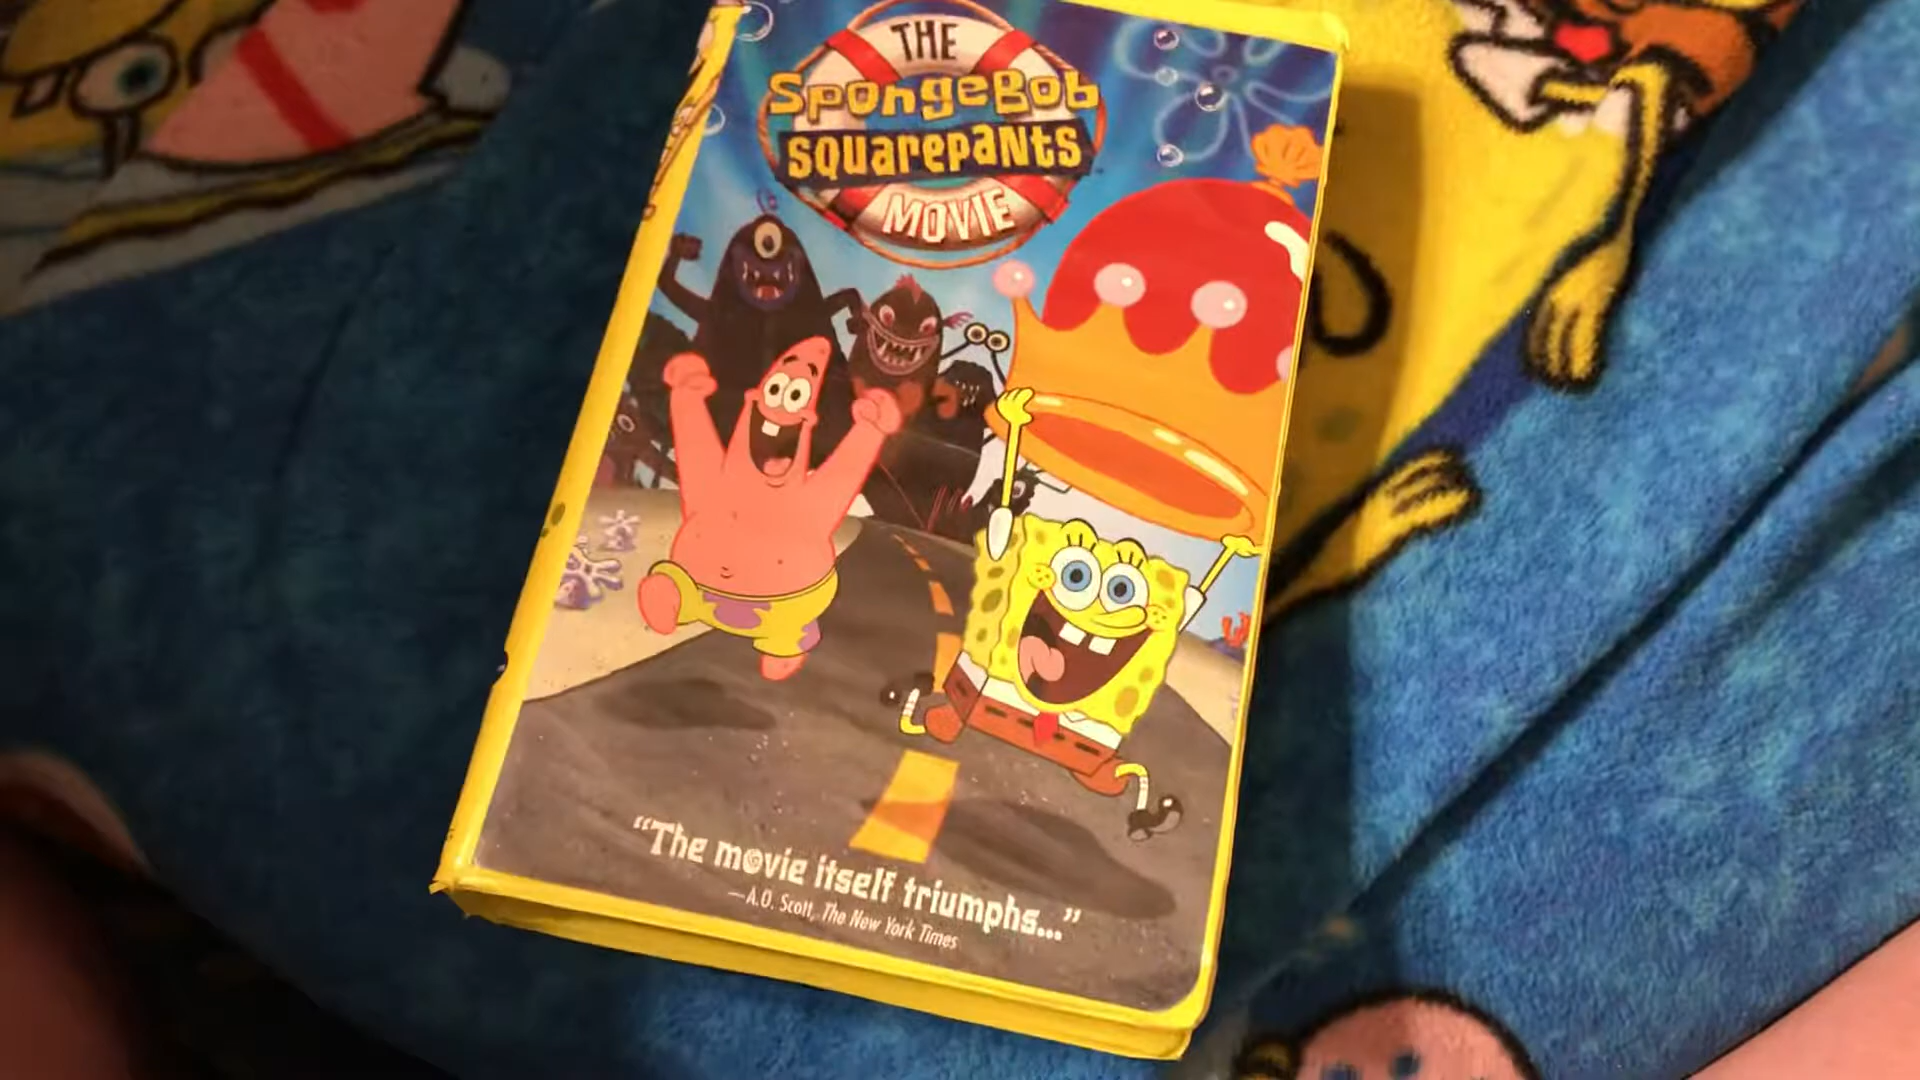 THE
SpongeBob
SQUAREPANTS
MOVIE
“The movie itself triumphs...”
—A.O. Scott, The New York Times